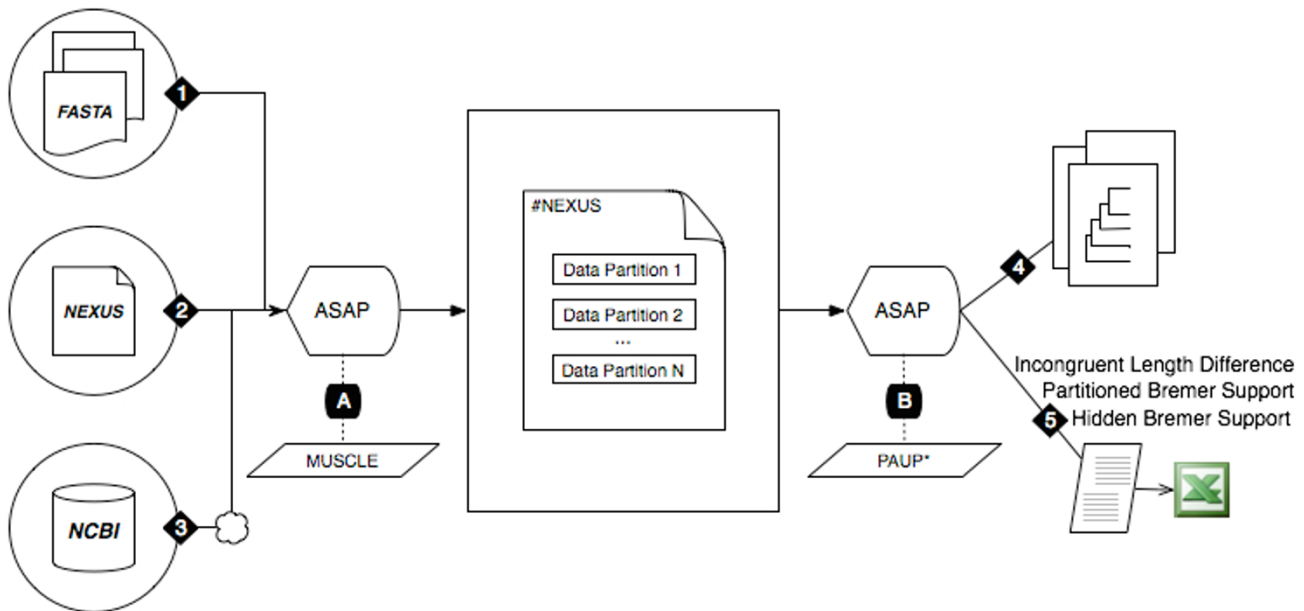 FASTA
1
NEXUS
2
NCBI
3
ASAP
A
MUSCLE
#NEXUS
Data Partition 1
Data Partition 2
...
Data Partition N
ASAP
B
PAUP*
4
Incongruent Length Difference
Partitioned Bremer Support
5 Hidden Bremer Support
X